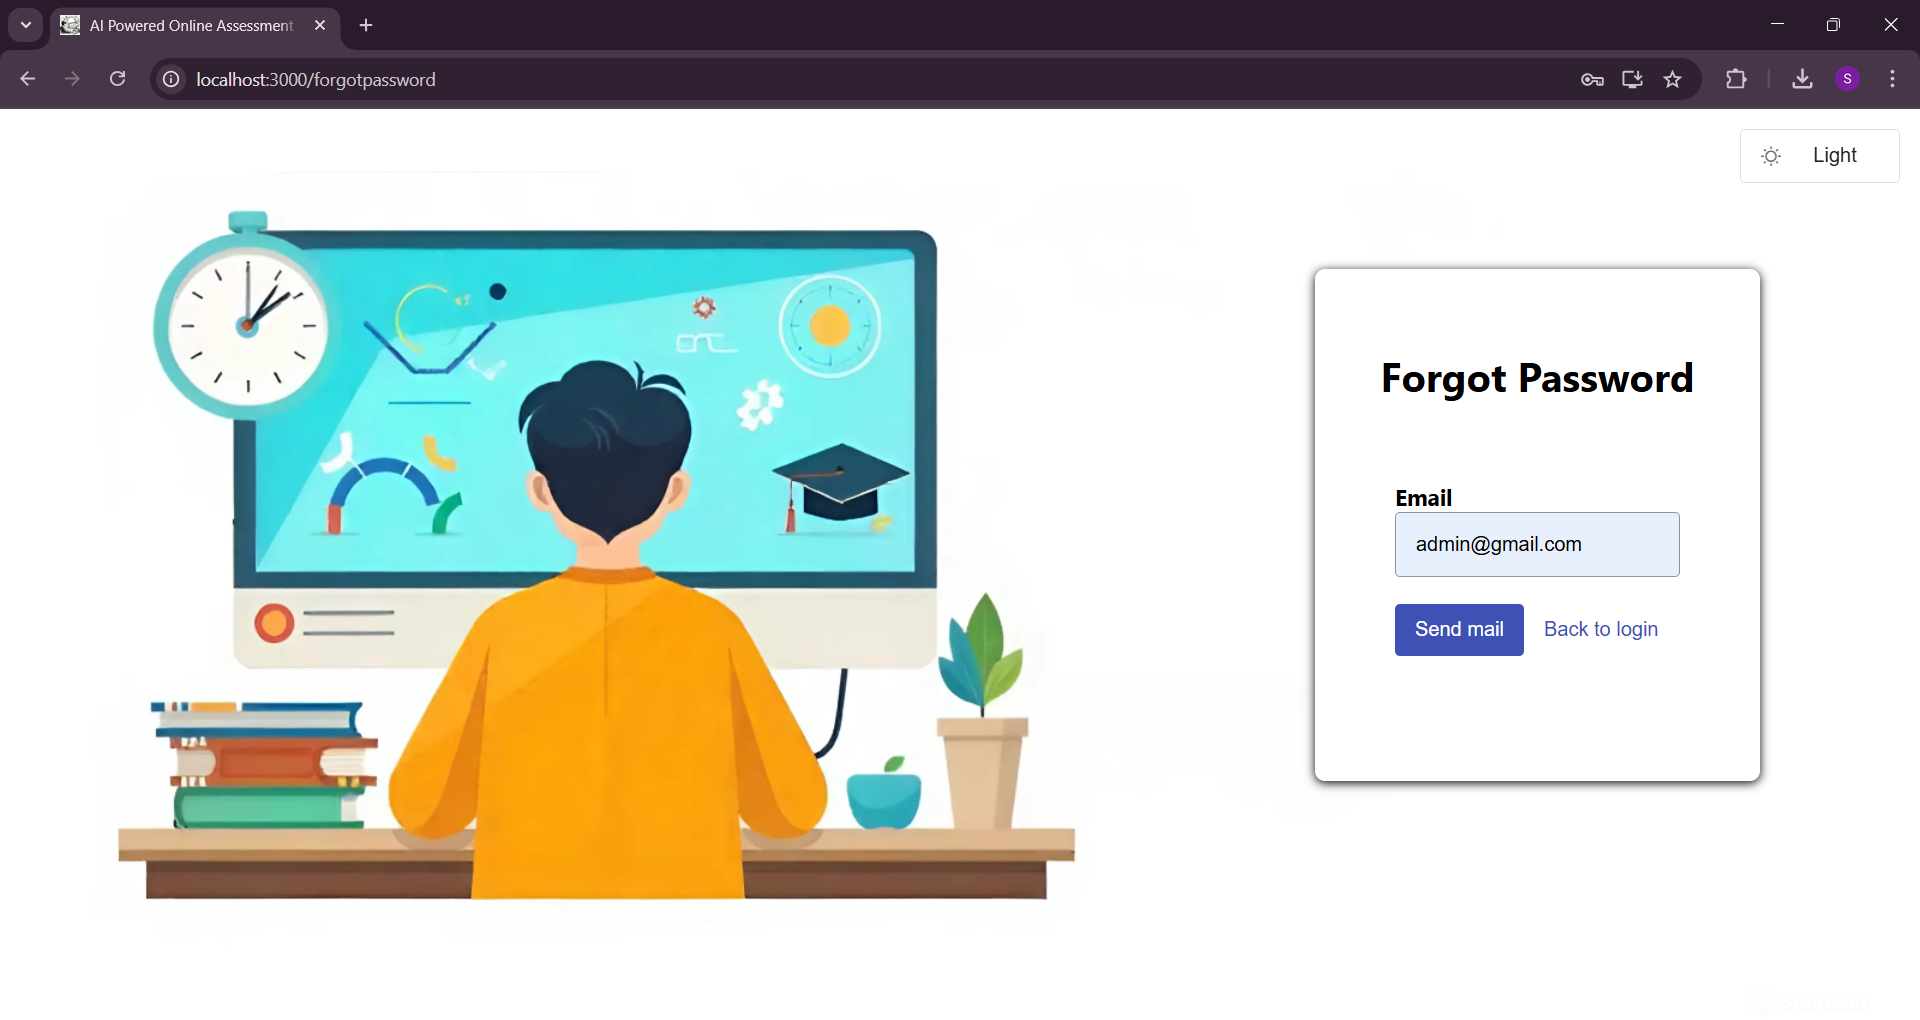 AI Powered Online Assessment
localhost:3000/forgotpassword
S
Light
Forgot Password
Email
admin@gmail.com
Send mail
Back to login